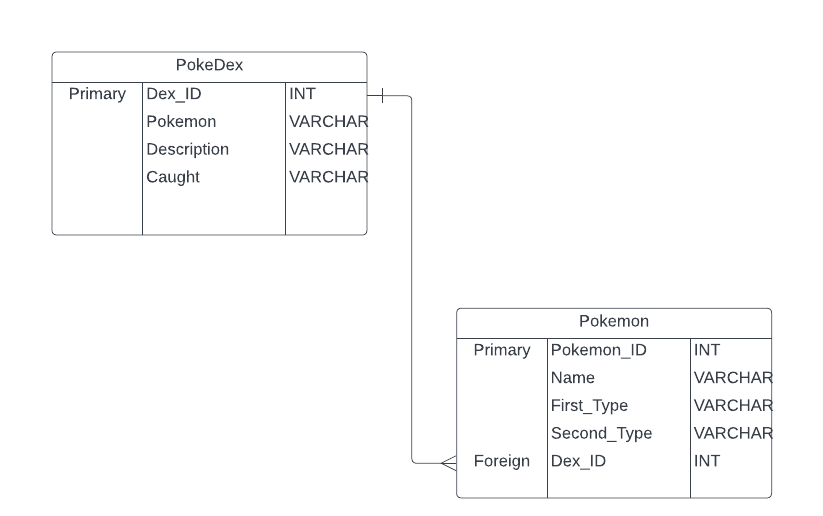 PokeDex
Primary Dex_ID INT
Pokemon VARCHAR
Description VARCHAR
Caught VARCHAR
Pokemon
Primary Pokemon_ID INT
Name VARCHAR
First_Type VARCHAR
Second_Type VARCHAR
Foreign Dex_ID INT